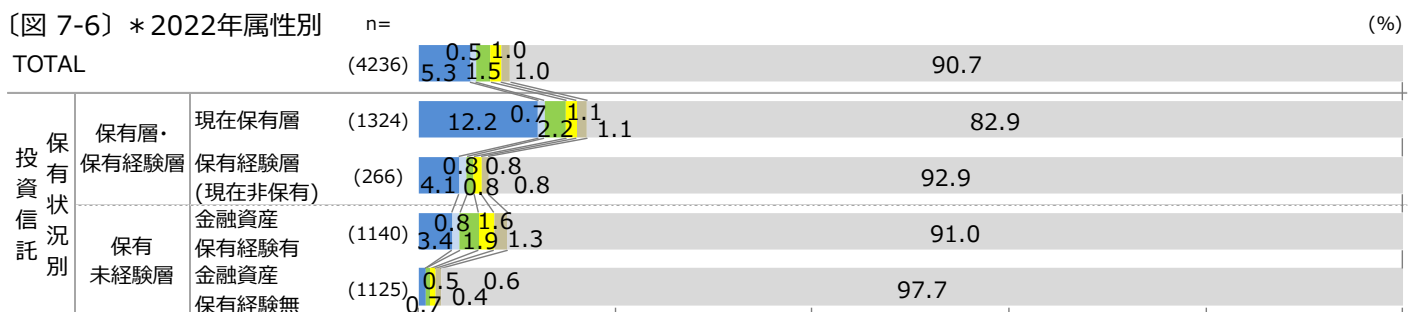 〔図 7-6〕＊2022年属性別 n= (%)
TOTAL (4236) 5.3 0.5 1.5 1.0 1.0 90.7
投資信託
保有状況別
保有層・
保有経験層
現在保有層 (1324) 12.2 0.7 2.2 1.1 1.1 82.9
保有経験層
(現在非保有) (266) 4.1 0.8 0.8 0.8 0.8 92.9
保有
未経験層
金融資産
保有経験有 (1140) 3.4 0.8 1.9 1.6 1.3 91.0
金融資産
保有経験無 (1125) 0.7 0.5 0.4 0.6 97.7